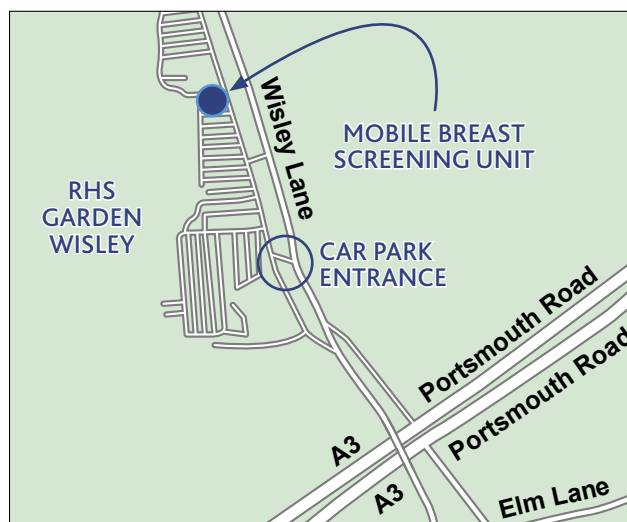 Wisley Lane
MOBILE BREAST
SCREENING UNIT
RHS
GARDEN
WISLEY
CAR PARK
ENTRANCE
Portsmouth Road
Portsmouth Road
A3
A3
Elm Lane